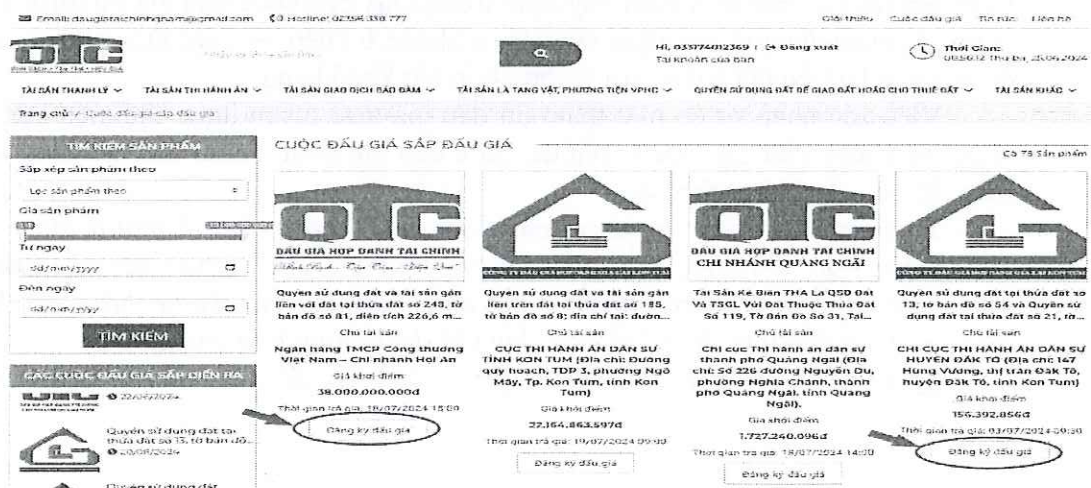 Email: daugiataichinhqnam@gmail.com Hotline: 02354.338.777
Giới thiệu Cuộc đấu giá Tin tức Liên hệ
OTC
Hi, 033174012369 | Đăng xuất
Tài khoản của bạn
Thời Gian:
TÀI SẢN THANH LÝ TÀI SẢN THI HÀNH ÁN TÀI SẢN GIAO DỊCH BẢO ĐẢM TÀI SẢN LÀ TANG VẬT, PHƯƠNG TIỆN VPHC QUYỀN SỬ DỤNG ĐẤT ĐỂ GIAO ĐẤT HOẶC CHO THUÊ ĐẤT TÀI SẢN KHÁC
Trang chủ / Cuộc đấu giá sắp đấu giá
TÌM KIẾM SẢN PHẨM
Sắp xếp sản phẩm theo
Lọc sản phẩm theo
Giá sản phẩm
Từ ngày
dd/mm/yyyy
Đến ngày
dd/mm/yyyy
TÌM KIẾM
CÁC CUỘC ĐẤU GIÁ SẮP DIỄN RA
22/06/2024
Quyền sử dụng đất tại
thửa đất số 13, tờ bản đồ...
Quyền sử dụng đất
CUỘC ĐẤU GIÁ SẮP ĐẤU GIÁ
Có 78 Sản phẩm
OTC
ĐẤU GIÁ HỢP DANH TÀI CHÍNH
Quyền sử dụng đất và tài sản gắn
liền với đất tại thửa đất số 248, tờ
bản đồ số 81, diện tích 226,6 m...
Chủ tài sản
Ngân hàng TMCP Công thương
Việt Nam – Chi nhánh Hội An
Giá khởi điểm
38.000.000.000đ
Thời gian trả giá: 18/07/2024 15:00
Đăng ký đấu giá
Quyền sử dụng đất và tài sản gắn
liền trên đất tại thửa đất số 185,
tờ bản đồ số 8; địa chỉ tại: đườn...
Chủ tài sản
CỤC THI HÀNH ÁN DÂN SỰ
TỈNH KON TUM (Địa chỉ: Đường
quy hoạch, TDP 3, phường Ngô
Mây, Tp. Kon Tum, tỉnh Kon
Tum)
Giá khởi điểm
22.164.863.597đ
Thời gian trả giá: 19/07/2024 09:00
Đăng ký đấu giá
OTC
ĐẤU GIÁ HỢP DANH TÀI CHÍNH
CHI NHÁNH QUẢNG NGÃI
Tài Sản Kê Biên THA Là QSD Đất
Và TSGL Với Đất Thuộc Thửa Đất
Số 119, Tờ Bản Đồ Số 31, Tại...
Chủ tài sản
Chi cục Thi hành án dân sự
thành phố Quảng Ngãi (Địa
chỉ: Số 226 đường Nguyễn Du,
phường Nghĩa Chánh, thành
phố Quảng Ngãi, tỉnh Quảng
Ngãi).
Giá khởi điểm
1.727.240.096đ
Thời gian trả giá: 18/07/2024 14:00
Đăng ký đấu giá
Quyền sử dụng đất tại thửa đất số
13, tờ bản đồ số 54 và Quyền sử
dụng đất tại thửa đất số 21, tờ...
Chủ tài sản
CHI CỤC THI HÀNH ÁN DÂN SỰ
HUYỆN ĐĂK TÔ (Địa chỉ: 147
Hùng Vương, thị trấn Đăk Tô,
huyện Đăk Tô, tỉnh Kon Tum)
Giá khởi điểm
156.392.856đ
Thời gian trả giá: 03/07/2024 09:30
Đăng ký đấu giá